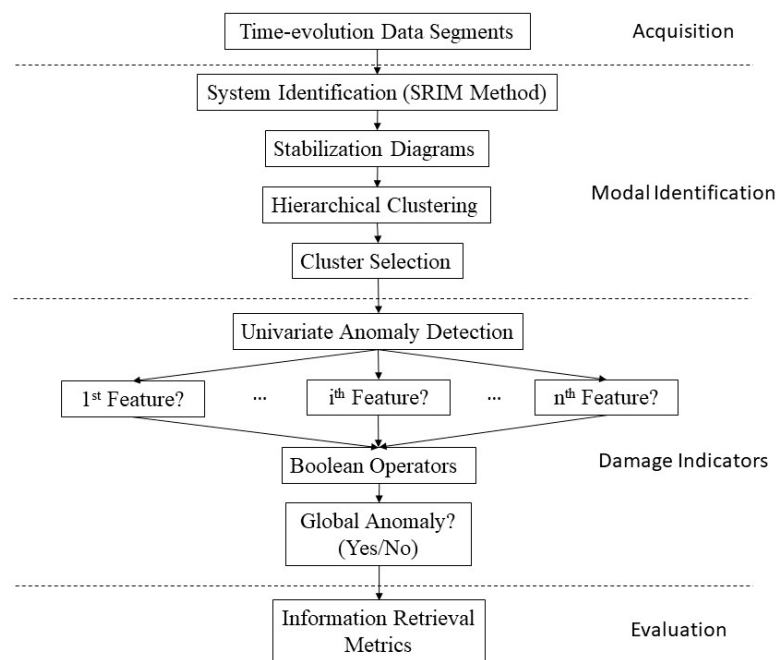 Time-evolution Data Segments
Acquisition
System Identification (SRIM Method)
Stabilization Diagrams
Modal Identification
Hierarchical Clustering
Cluster Selection
Univariate Anomaly Detection
1st Feature?
...
ith Feature?
...
nth Feature?
Boolean Operators
Damage Indicators
Global Anomaly?
(Yes/No)
Information Retrieval
Metrics
Evaluation